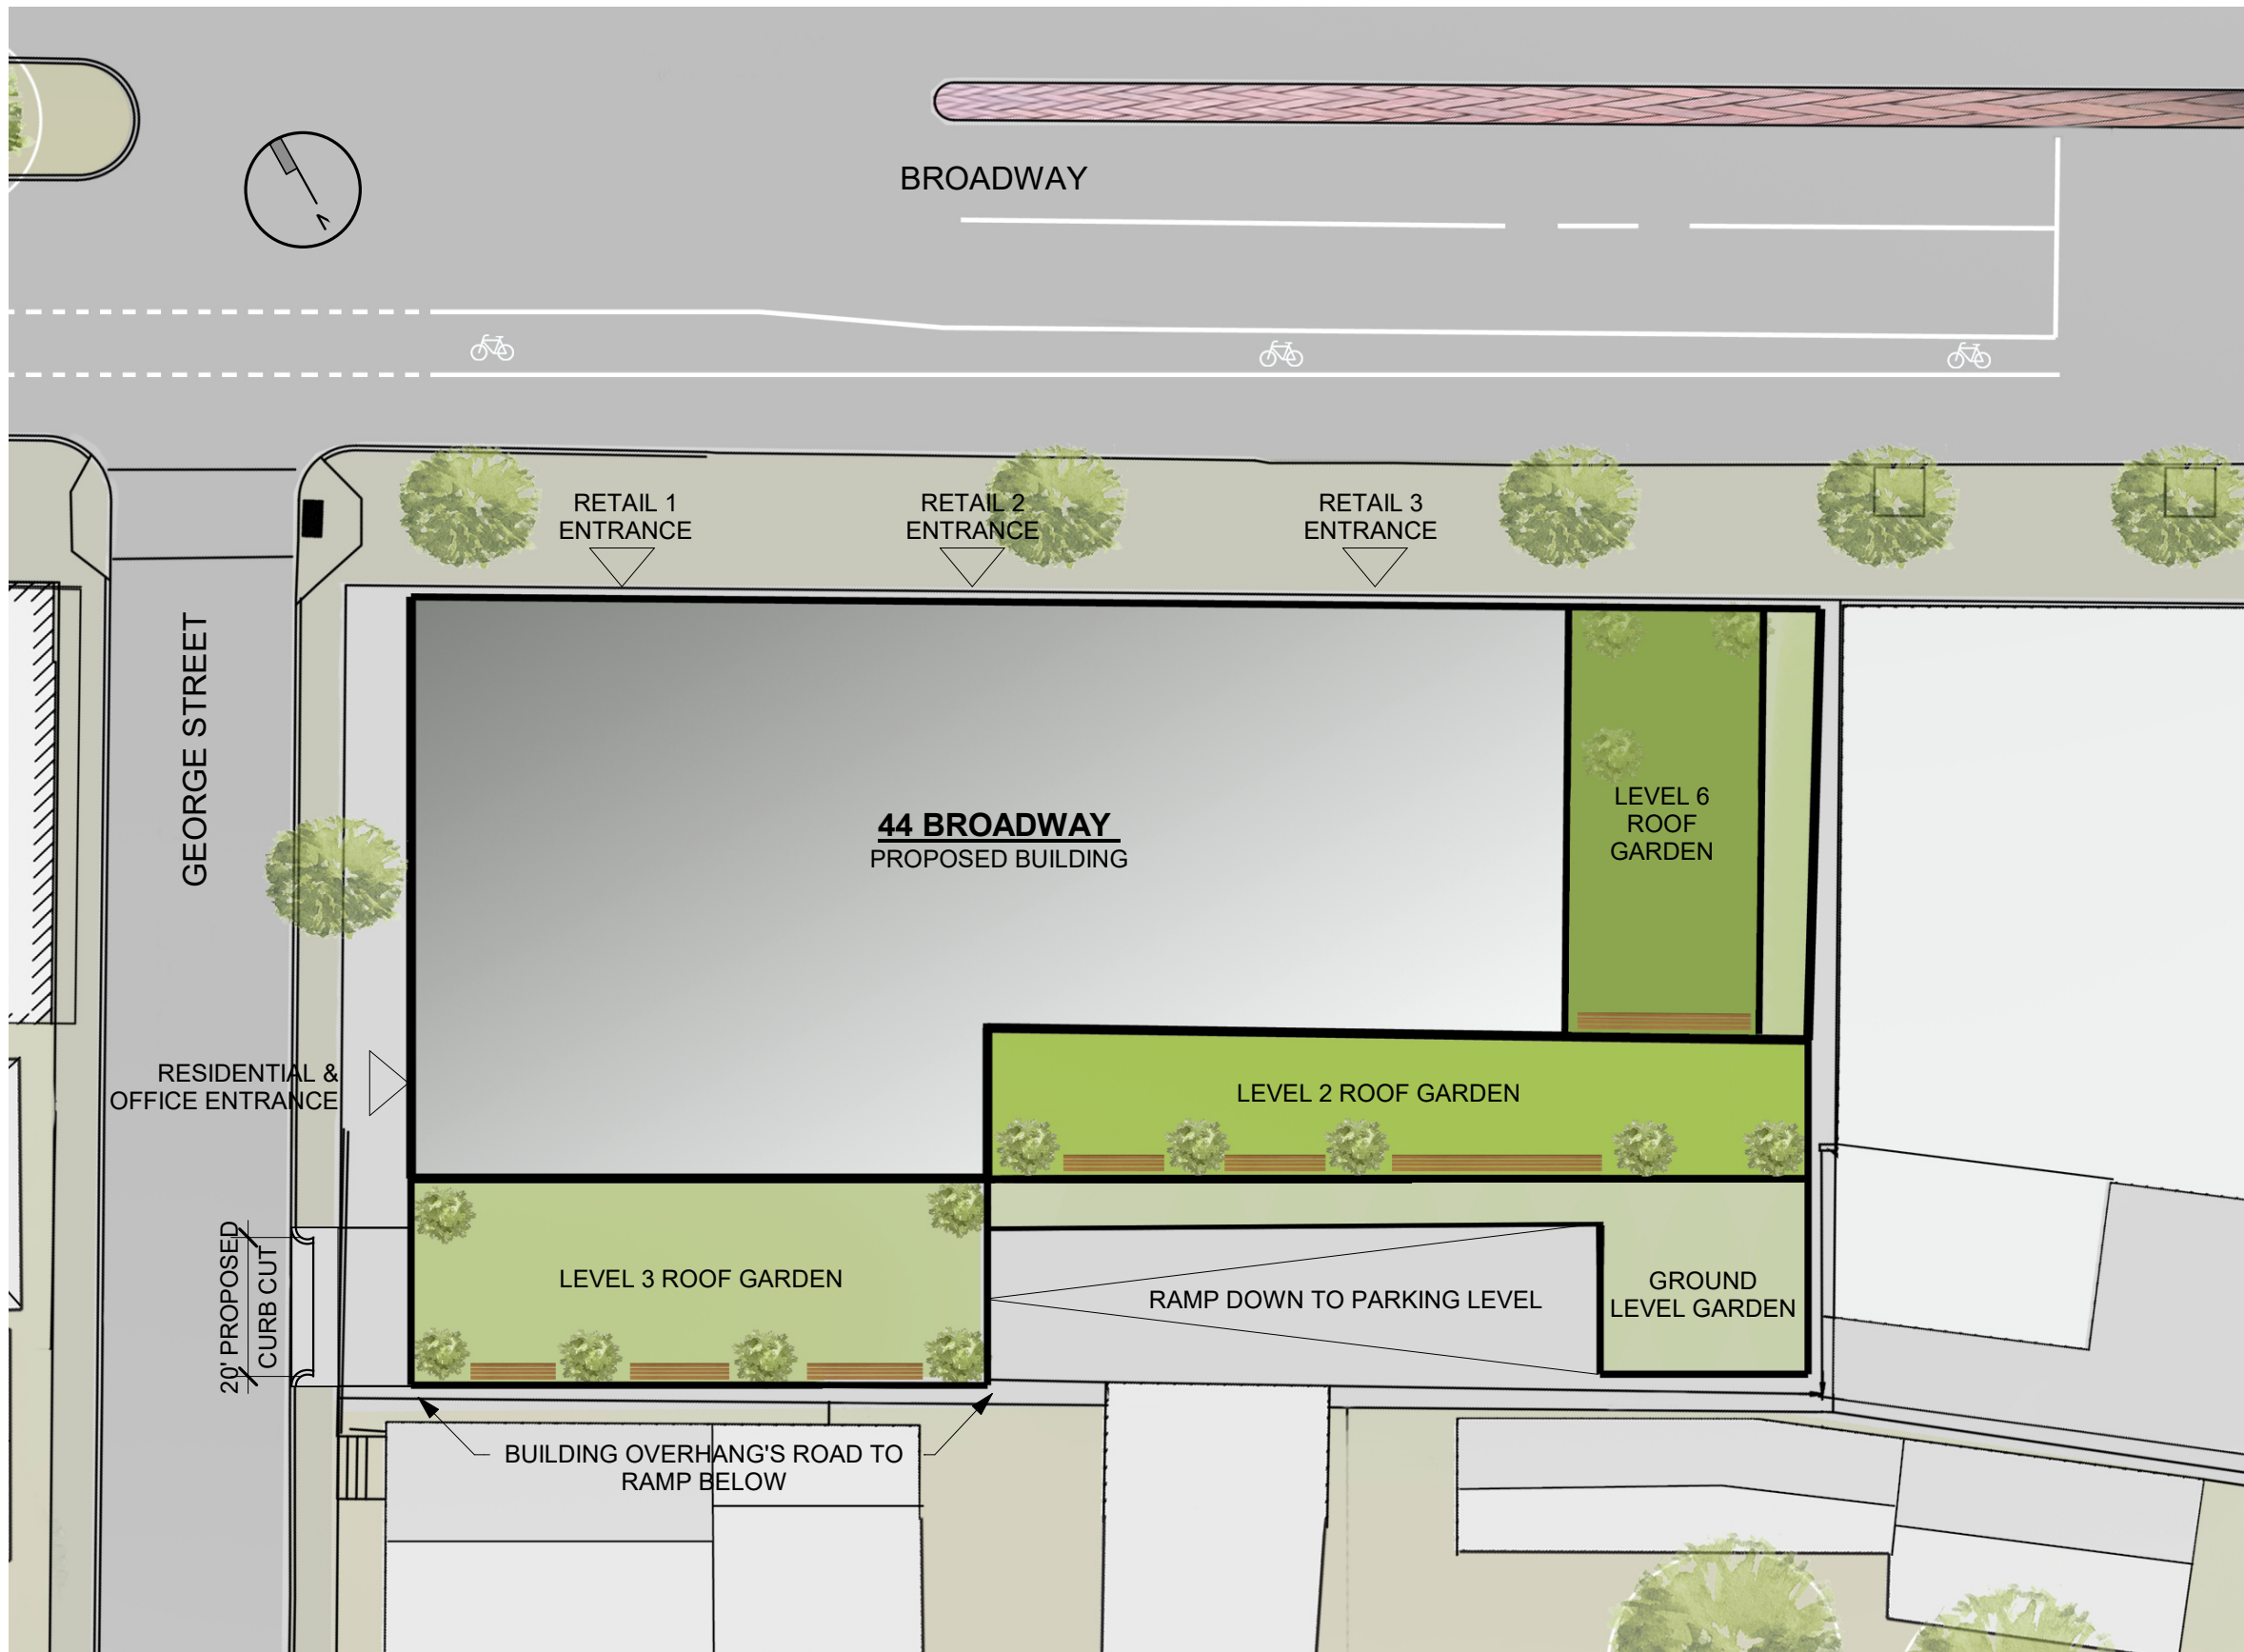 BROADWAY
RETAIL 1
ENTRANCE
RETAIL 2
ENTRANCE
RETAIL 3
ENTRANCE
GEORGE STREET
44 BROADWAY
PROPOSED BUILDING
LEVEL 6
ROOF
GARDEN
RESIDENTIAL &
OFFICE ENTRANCE
LEVEL 2 ROOF GARDEN
20' PROPOSED
CURB CUT
LEVEL 3 ROOF GARDEN
RAMP DOWN TO PARKING LEVEL
GROUND
LEVEL GARDEN
BUILDING OVERHANG'S ROAD TO
RAMP BELOW